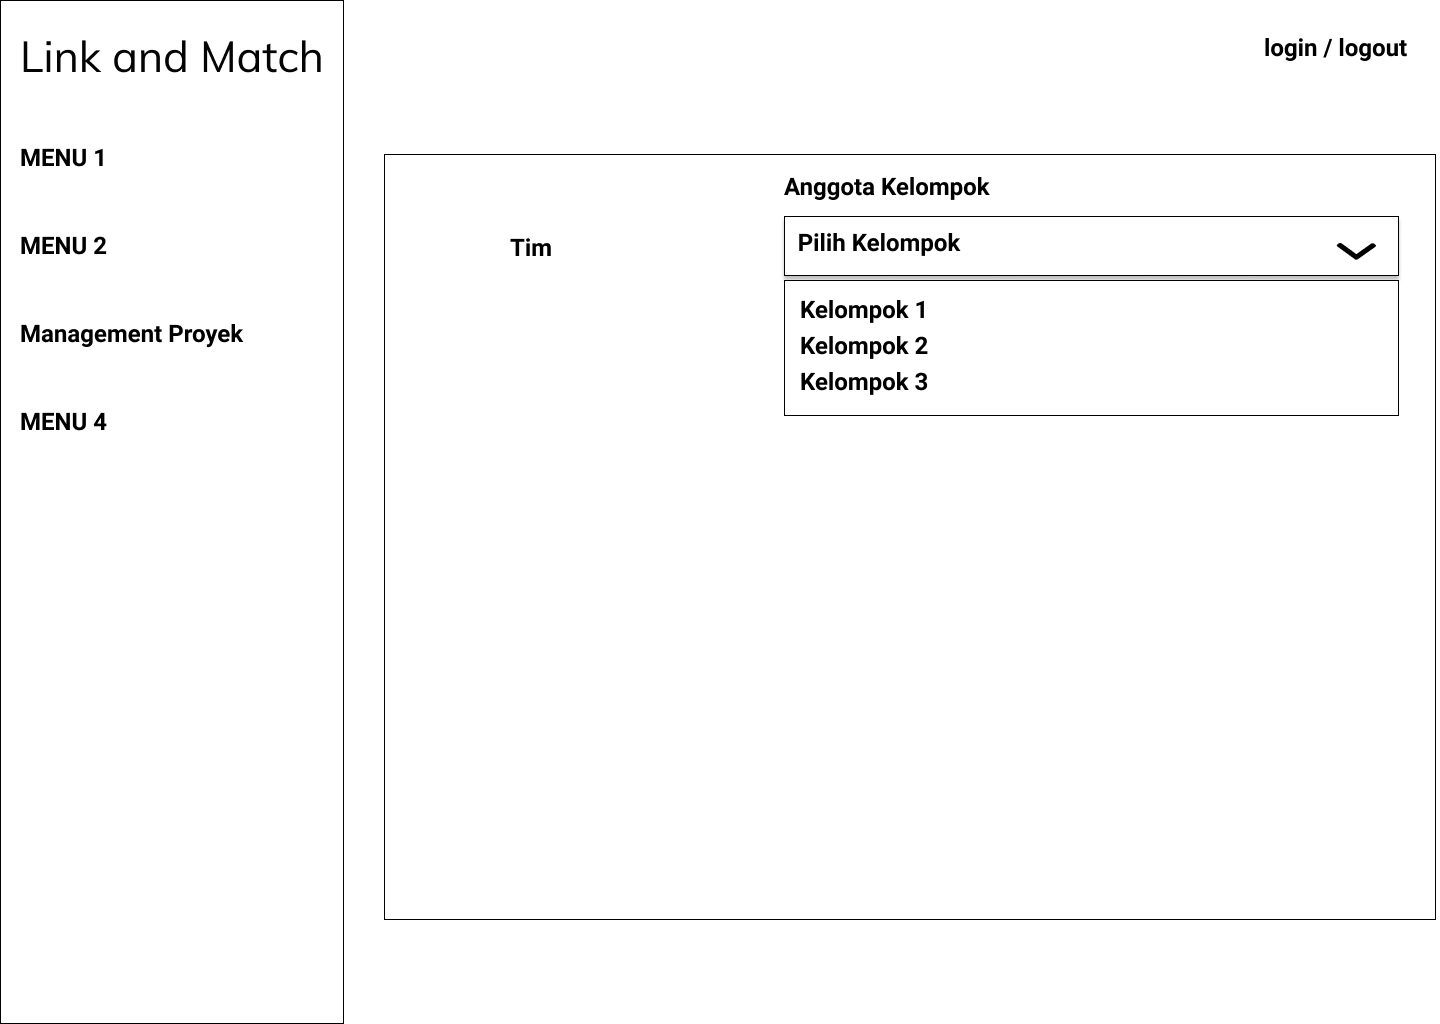 Link and Match
login / logout
MENU 1
MENU 2
Management Proyek
MENU 4
Anggota Kelompok
Tim
Pilih Kelompok
Kelompok 1
Kelompok 2
Kelompok 3